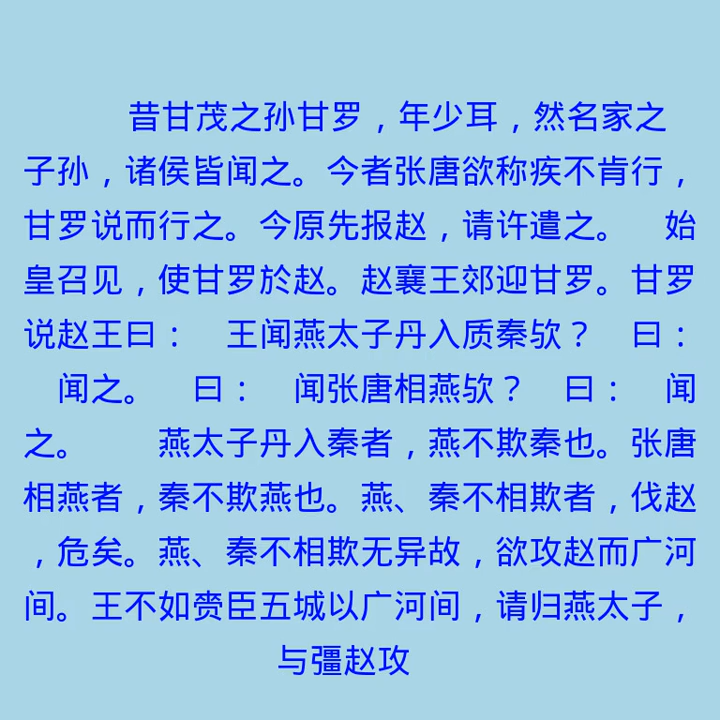 昔甘茂之孙甘罗，年少耳，然名家之
子孙，诸侯皆闻之。今者张唐欲称疾不肯行，
甘罗说而行之。今原先报赵，请许遣之。　始
皇召见，使甘罗於赵。赵襄王郊迎甘罗。甘罗
说赵王曰：　王闻燕太子丹入质秦欤？　曰：
　闻之。　曰：　闻张唐相燕欤？　曰：　闻
之。　　燕太子丹入秦者，燕不欺秦也。张唐
相燕者，秦不欺燕也。燕、秦不相欺者，伐赵
，危矣。燕、秦不相欺无异故，欲攻赵而广河
间。王不如赍臣五城以广河间，请归燕太子，
与彊赵攻